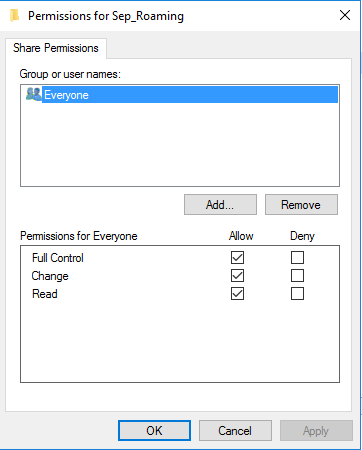 Permissions for Sep_Roaming
Share Permissions
Group or user names:
Everyone
Add...
Remove
Permissions for Everyone Allow Deny
Full Control
Change
Read
OK
Cancel
Apply